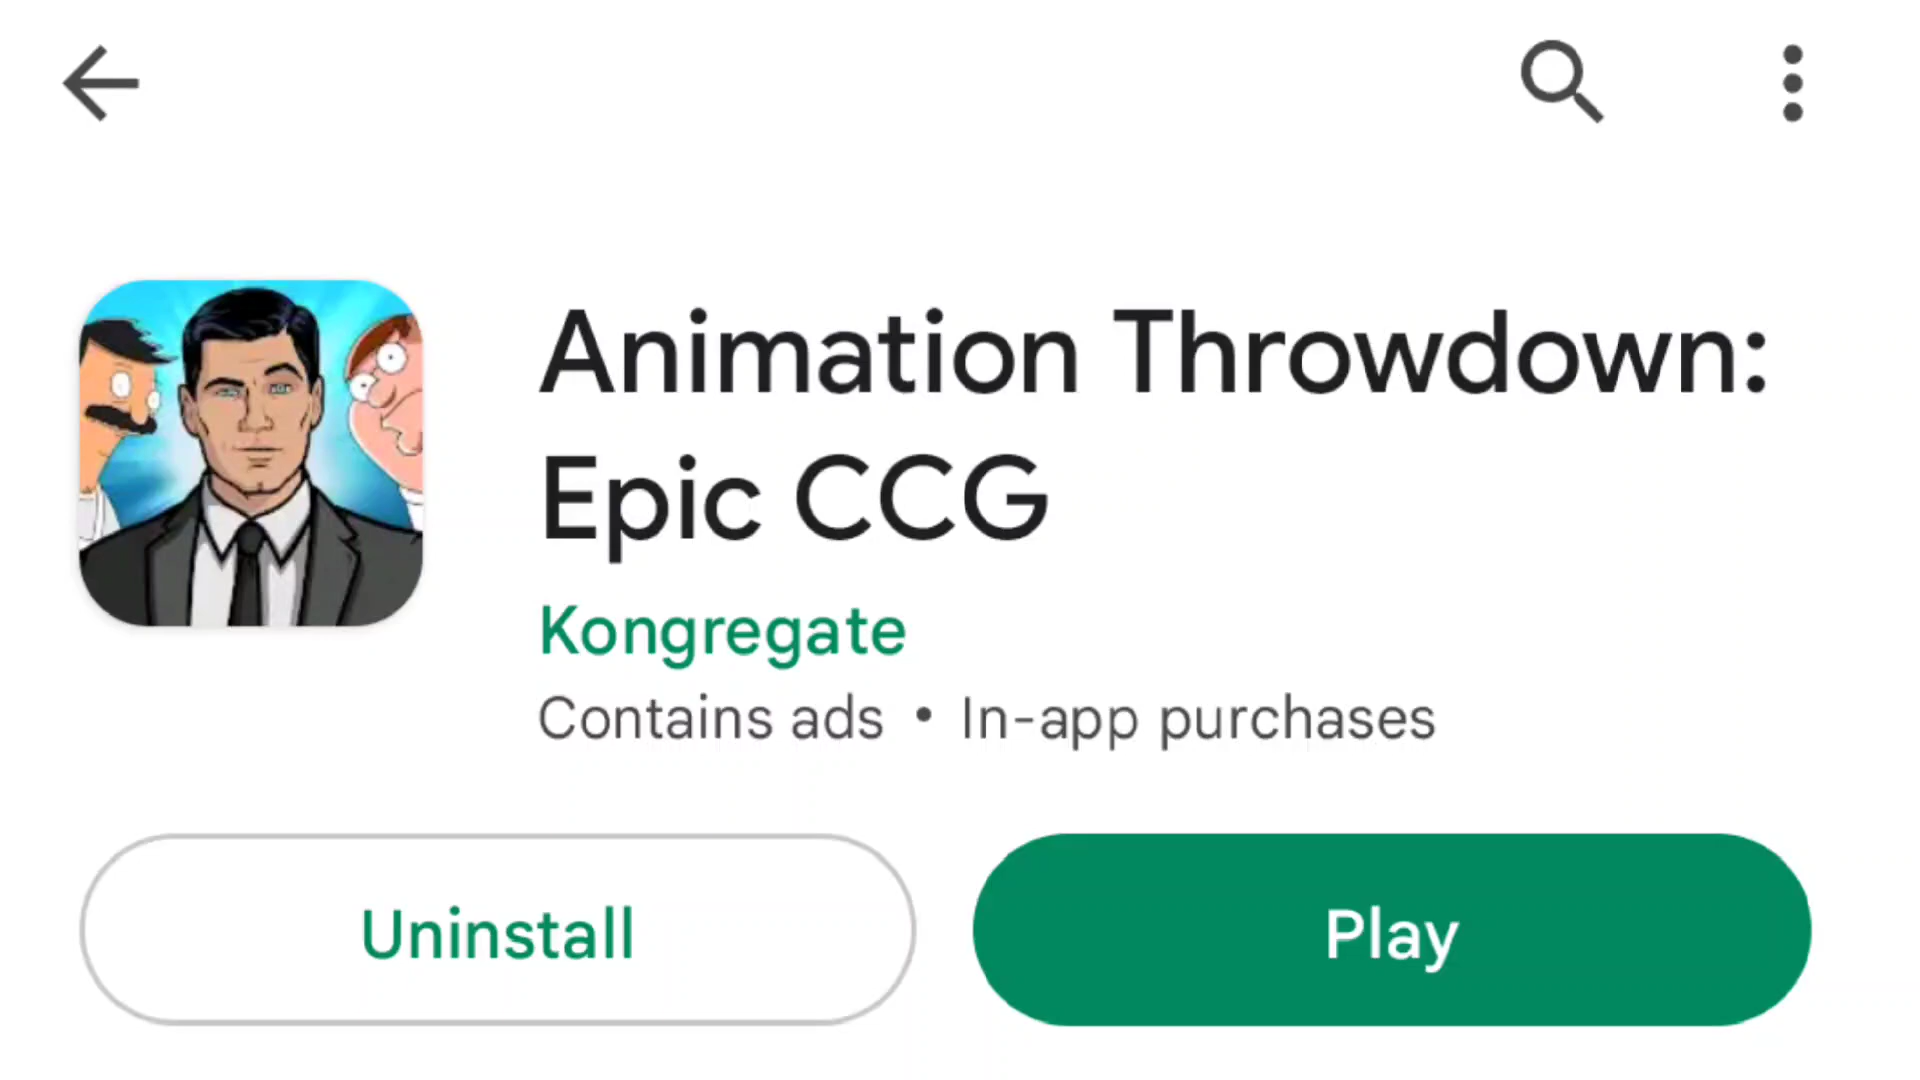 Animation Throwdown:
Epic CCG
Kongregate
Contains ads • In-app purchases
Uninstall
Play